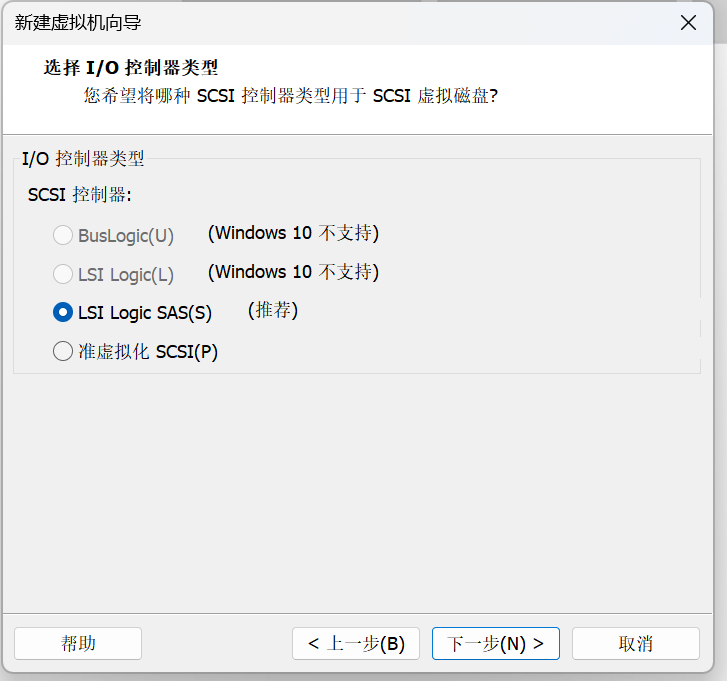 新建虚拟机向导
选择 I/O 控制器类型
您希望将哪种 SCSI 控制器类型用于 SCSI 虚拟磁盘?
I/O 控制器类型
SCSI 控制器:
BusLogic(U) (Windows 10 不支持)
LSI Logic(L) (Windows 10 不支持)
LSI Logic SAS(S) (推荐)
准虚拟化 SCSI(P)
帮助 < 上一步(B) 下一步(N) > 取消